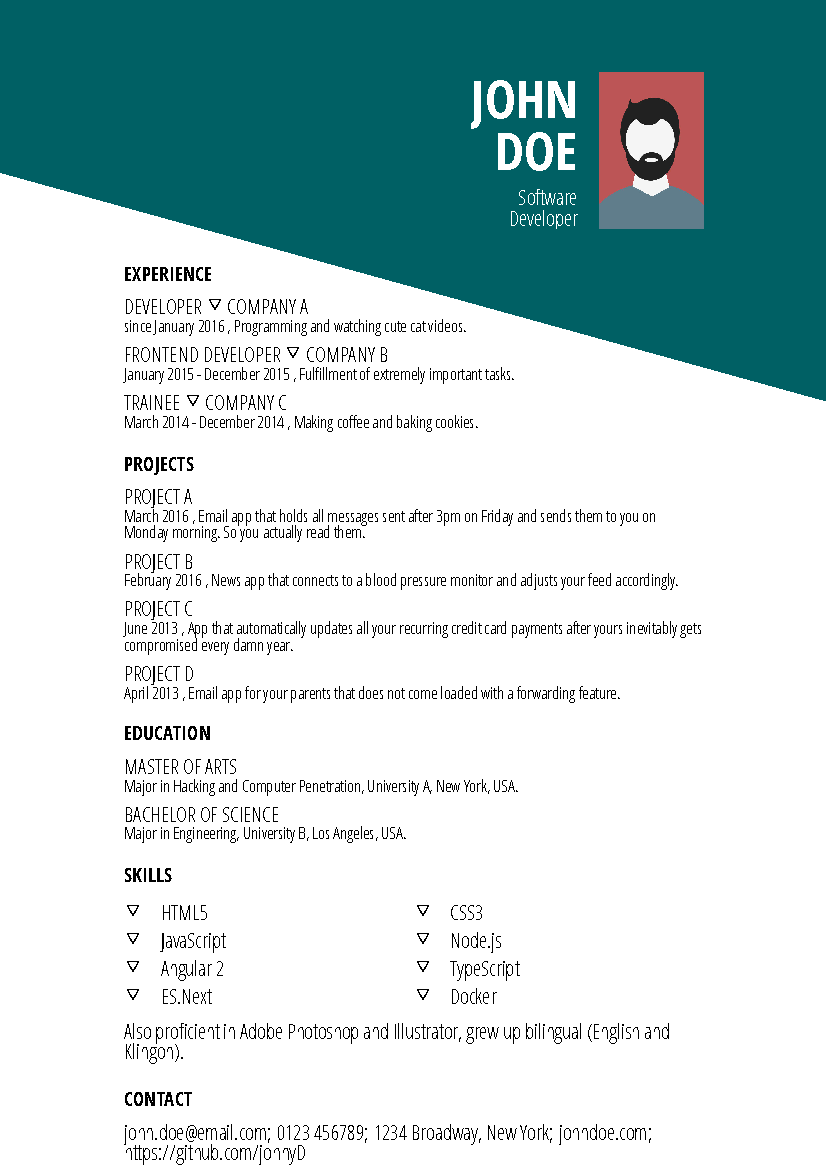 JOHN
DOE
Software
Developer
EXPERIENCE
DEVELOPER ▽ COMPANY A
since January 2016 , Programming and watching cute cat videos.
FRONTEND DEVELOPER ▽ COMPANY B
January 2015 - December 2015 , Fulfillment of extremely important tasks.
TRAINEE ▽ COMPANY C
March 2014 - December 2014 , Making coffee and baking cookies.
PROJECTS
PROJECT A
March 2016 , Email app that holds all messages sent after 3pm on Friday and sends them to you on
Monday morning. So you actually read them.
PROJECT B
February 2016 , News app that connects to a blood pressure monitor and adjusts your feed accordingly.
PROJECT C
June 2013 , App that automatically updates all your recurring credit card payments after yours inevitably gets
compromised every damn year.
PROJECT D
April 2013 , Email app for your parents that does not come loaded with a forwarding feature.
EDUCATION
MASTER OF ARTS
Major in Hacking and Computer Penetration, University A, New York, USA.
BACHELOR OF SCIENCE
Major in Engineering, University B, Los Angeles, USA.
SKILLS
▽ HTML5
▽ JavaScript
▽ Angular 2
▽ ES.Next
▽ CSS3
▽ Node.js
▽ TypeScript
▽ Docker
Also proficient in Adobe Photoshop and Illustrator, grew up bilingual (English and
Klingon).
CONTACT
john.doe@email.com; 0123 456789; 1234 Broadway, New York; johndoe.com;
https://github.com/johnyD